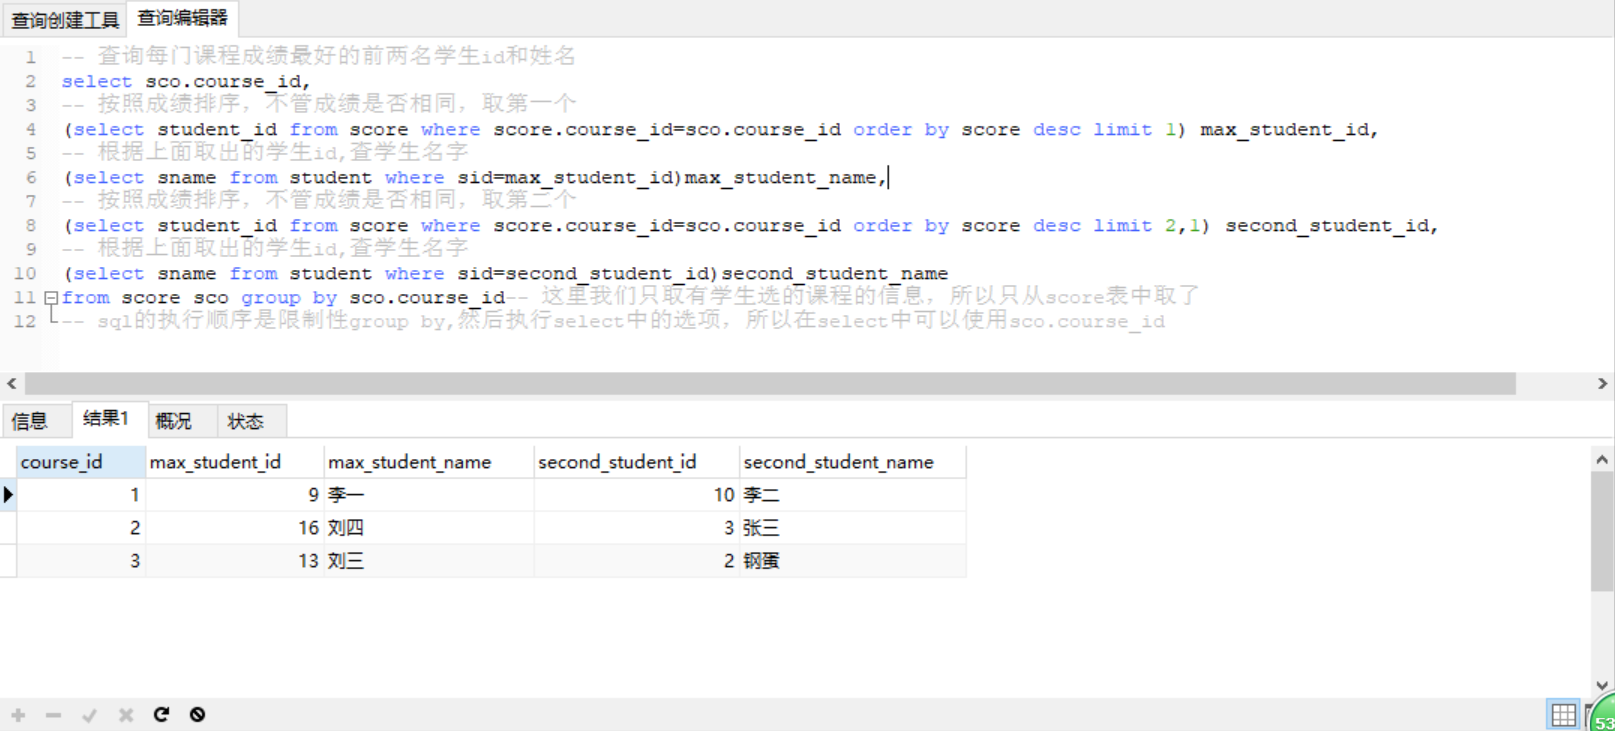 查询创建工具 查询编辑器
1 -- 查询每门课程成绩最好的前两名学生id和姓名
2 select sco.course_id,
3 -- 按照成绩排序，不管成绩是否相同，取第一个
4 (select student_id from score where score.course_id=sco.course_id order by score desc limit 1) max_student_id,
5 -- 根据上面取出的学生id,查学生名字
6 (select sname from student where sid=max_student_id)max_student_name,
7 -- 按照成绩排序，不管成绩是否相同，取第二个
8 (select student_id from score where score.course_id=sco.course_id order by score desc limit 2,1) second_student_id,
9 -- 根据上面取出的学生id,查学生名字
10 (select sname from student where sid=second_student_id)second_student_name
11 from score sco group by sco.course_id-- 这里我们只取有学生选的课程的信息，所以只从score表中取了
12 -- sql的执行顺序是限制性group by,然后执行select中的选项，所以在select中可以使用sco.course_id
信息 结果1 概况 状态
course_id max_student_id max_student_name second_student_id second_student_name
1 9 李一 10 李二
2 16 刘四 3 张三
3 13 刘三 2 钢蛋
53